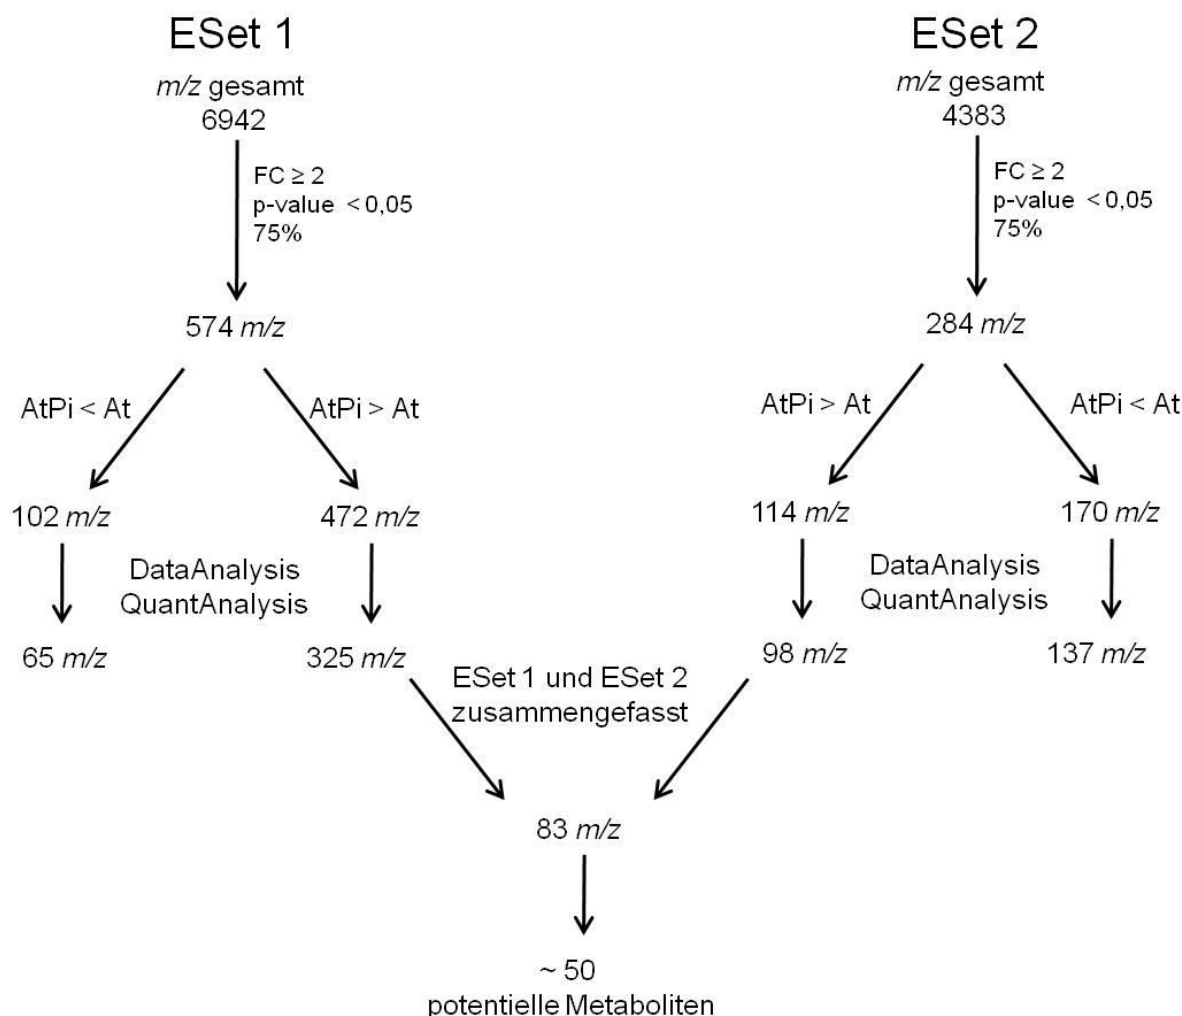 ESet 1
m/z gesamt
6942
FC ≥ 2
p-value < 0,05
75%
574 m/z
AtPi < At
AtPi > At
102 m/z
472 m/z
DataAnalysis
QuantAnalysis
65 m/z
325 m/z
ESet 2
m/z gesamt
4383
FC ≥ 2
p-value < 0,05
75%
284 m/z
AtPi > At
AtPi < At
114 m/z
170 m/z
DataAnalysis
QuantAnalysis
98 m/z
137 m/z
ESet 1 und ESet 2
zusammengefasst
83 m/z
~ 50
potentielle Metaboliten